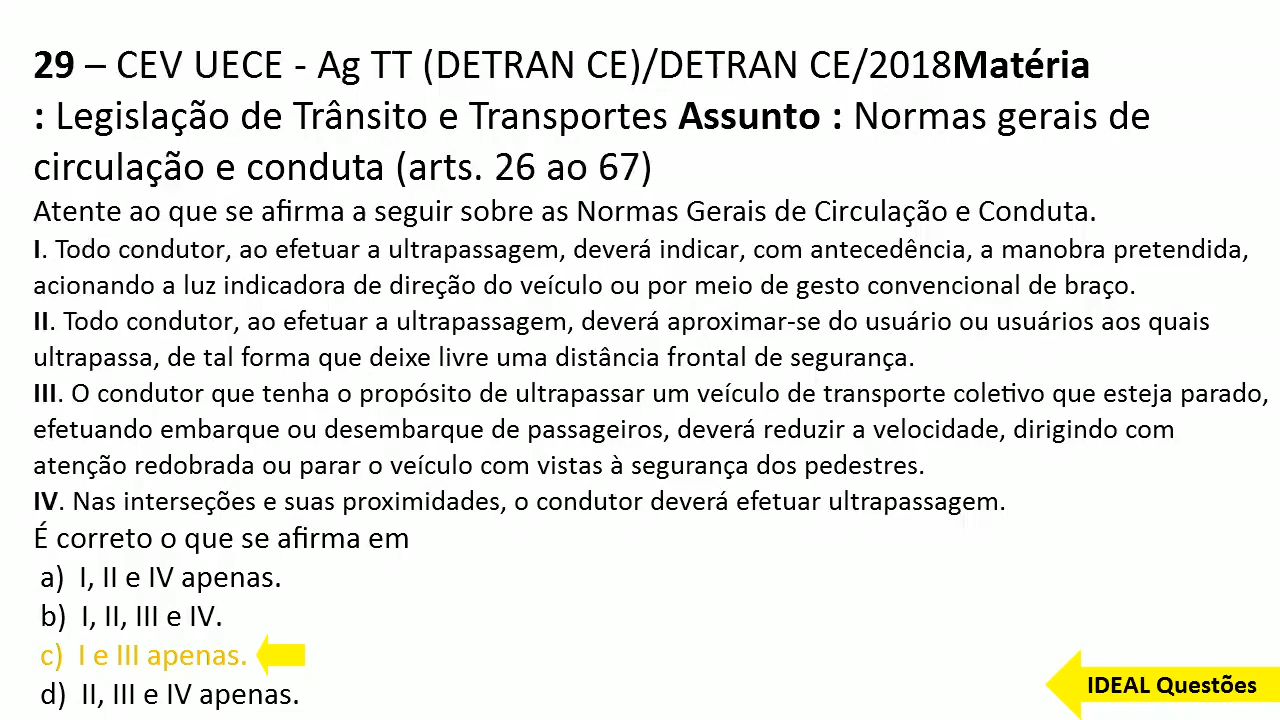 29 – CEV UECE - Ag TT (DETRAN CE)/DETRAN CE/2018Matéria
: Legislação de Trânsito e Transportes Assunto : Normas gerais de
circulação e conduta (arts. 26 ao 67)
Atente ao que se afirma a seguir sobre as Normas Gerais de Circulação e Conduta.
I. Todo condutor, ao efetuar a ultrapassagem, deverá indicar, com antecedência, a manobra pretendida,
acionando a luz indicadora de direção do veículo ou por meio de gesto convencional de braço.
II. Todo condutor, ao efetuar a ultrapassagem, deverá aproximar-se do usuário ou usuários aos quais
ultrapassa, de tal forma que deixe livre uma distância frontal de segurança.
III. O condutor que tenha o propósito de ultrapassar um veículo de transporte coletivo que esteja parado,
efetuando embarque ou desembarque de passageiros, deverá reduzir a velocidade, dirigindo com
atenção redobrada ou parar o veículo com vistas à segurança dos pedestres.
IV. Nas interseções e suas proximidades, o condutor deverá efetuar ultrapassagem.
É correto o que se afirma em
a) I, II e IV apenas.
b) I, II, III e IV.
c) I e III apenas.
d) II, III e IV apenas.
IDEAL Questões